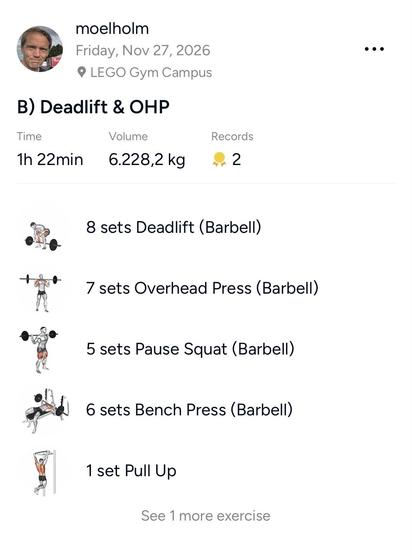 moelholm
Friday, Nov 27, 2026
LEGO Gym Campus
B) Deadlift & OHP
Time Volume Records
1h 22min 6.228,2 kg 2
8 sets Deadlift (Barbell)
7 sets Overhead Press (Barbell)
5 sets Pause Squat (Barbell)
6 sets Bench Press (Barbell)
1 set Pull Up
See 1 more exercise